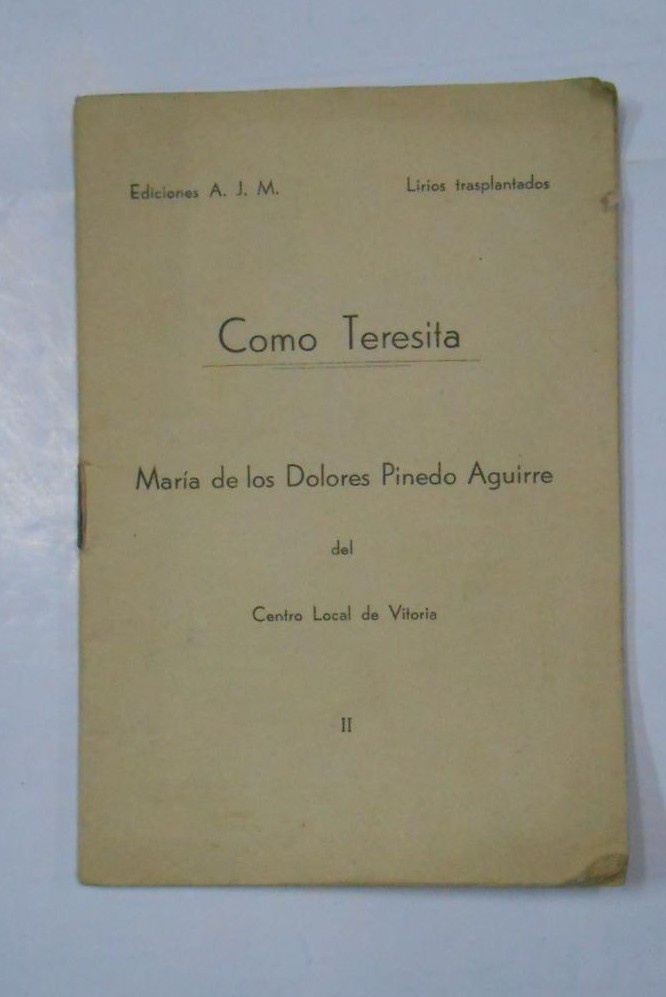 Ediciones A. J. M. Lirios trasplantados
Como Teresita
María de los Dolores Pinedo Aguirre
del
Centro Local de Vitoria
II